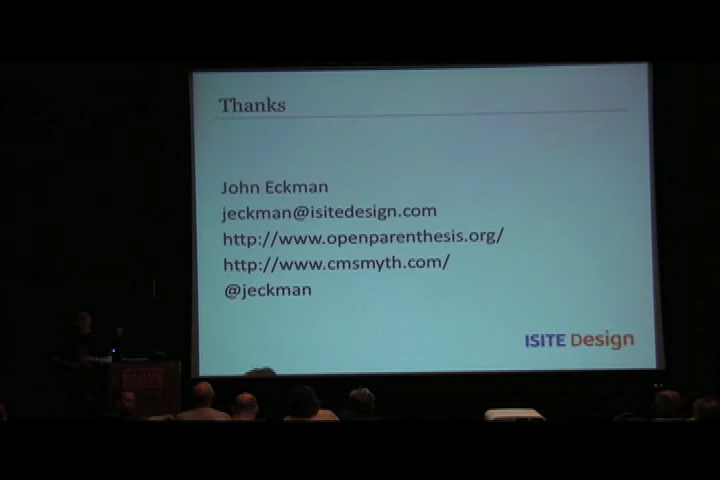 Thanks
John Eckman
jeckman@isitedesign.com
http://www.openparenthesis.org/
http://www.cmsmyth.com/
@jeckman
ISITE Design